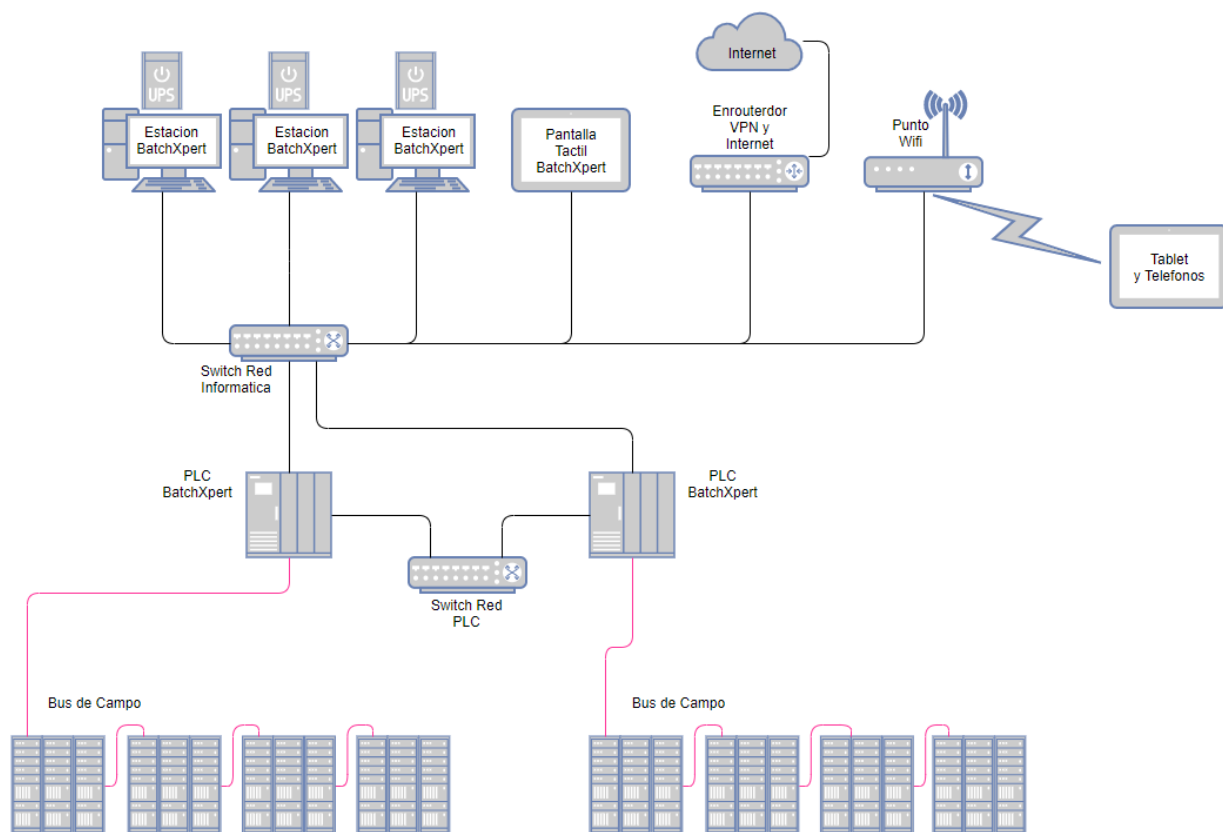 Internet
UPS
UPS
UPS
Enrouterdor
VPN y
Internet
Punto
Wifi
Estacion
BatchXpert
Estacion
BatchXpert
Estacion
BatchXpert
Pantalla
Tactil
BatchXpert
Tablet
y Telefonos
Switch Red
Informatica
PLC
BatchXpert
PLC
BatchXpert
Switch Red
PLC
Bus de Campo
Bus de Campo